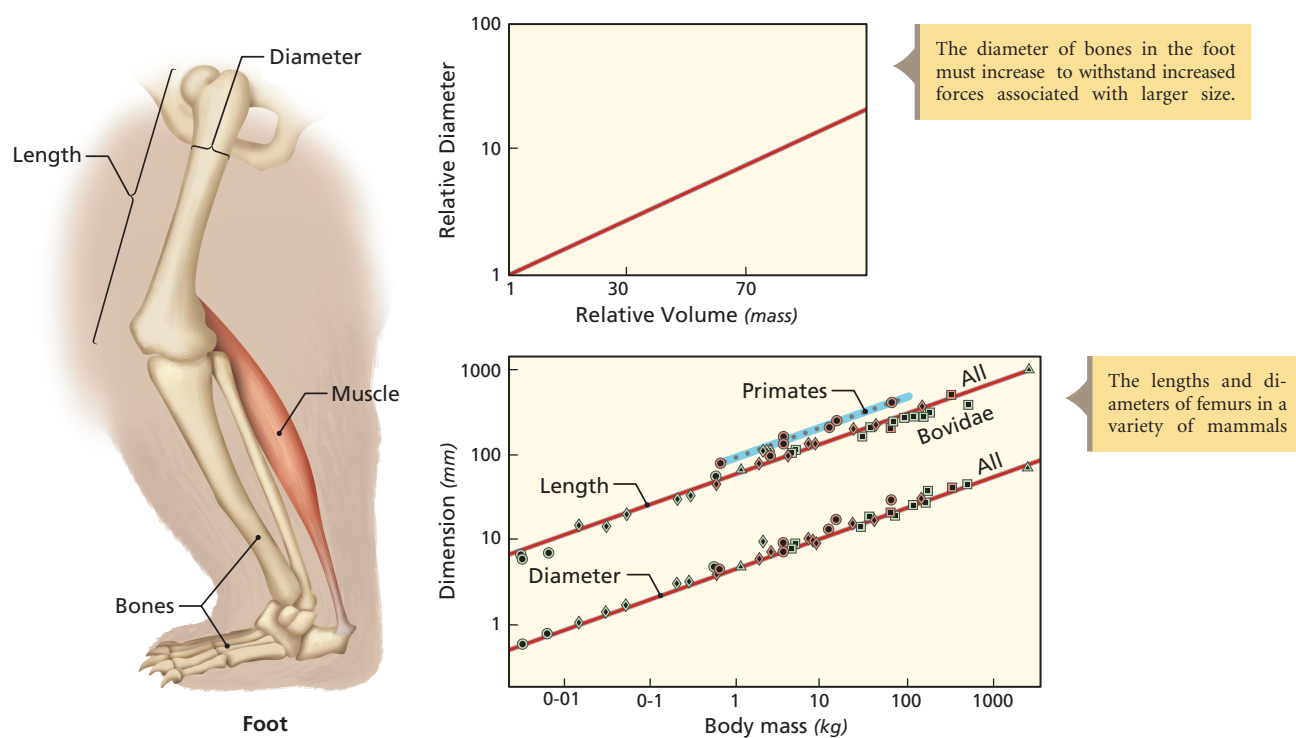 Diameter
Length
Muscle
Bones
Foot
100
10
1
Relative Diameter
1
30
70
Relative Volume (mass)
The diameter of bones in the foot
must increase to withstand increased
forces associated with larger size.
1000
100
10
1
Dimension (mm)
Primates
All
Bovidae
All
Length
Diameter
0-01
0-1
1
10
100
1000
Body mass (kg)
The lengths and di-
ameters of femurs in a
variety of mammals